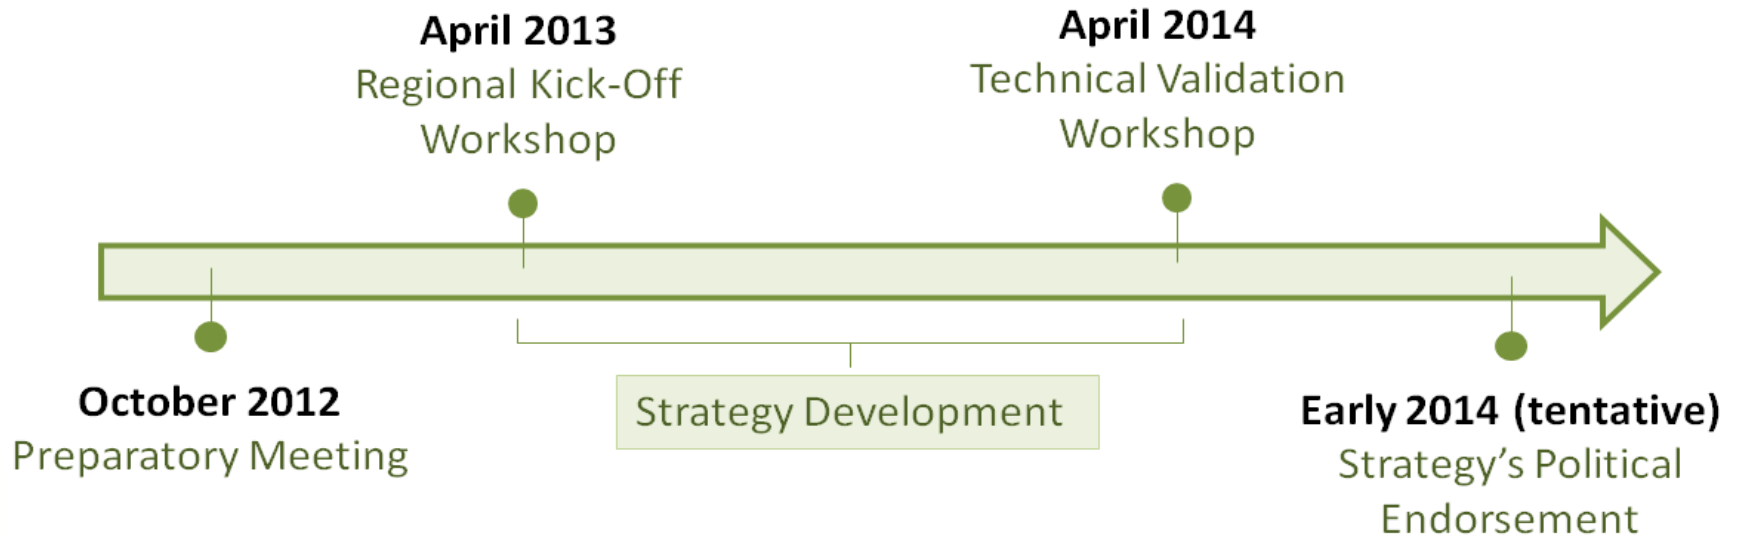 April 2013
Regional Kick-Off
Workshop
April 2014
Technical Validation
Workshop
October 2012
Preparatory Meeting
Strategy Development
Early 2014 (tentative)
Strategy’s Political
Endorsement